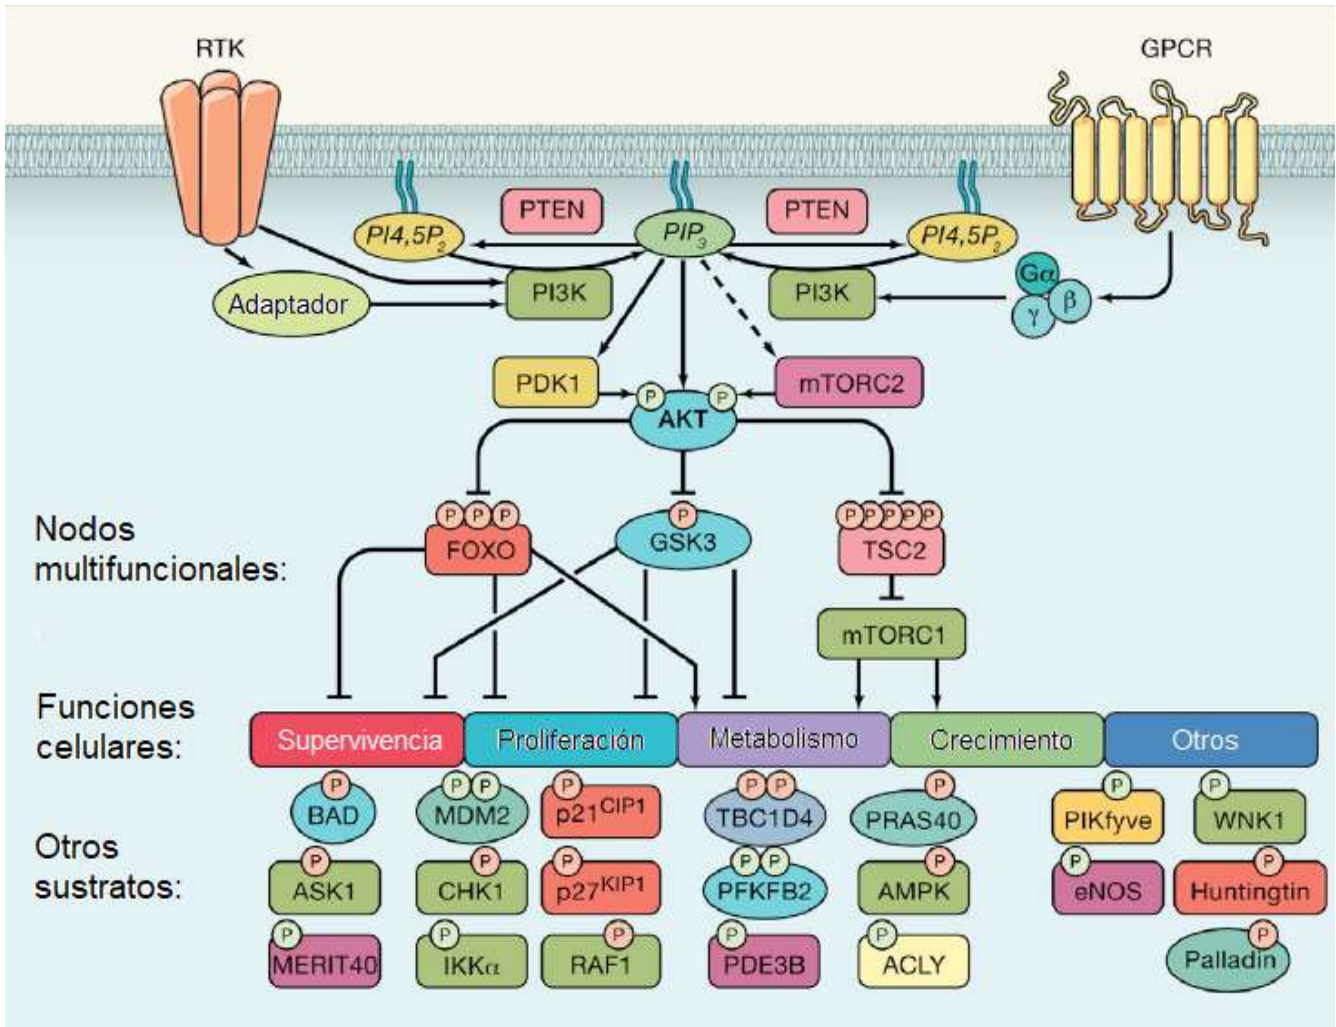 RTK
GPCR
PTEN
PTEN
PI4,5P2
PIP3
PI4,5P2
Gα
PI3K
PI3K
Adaptador
β
γ
PDK1
mTORC2
P
P
AKT
Nodos
multifuncionales:
P P P
P
P P P P P
FOXO
GSK3
TSC2
mTORC1
Funciones
celulares:
Supervivencia
Proliferación
Metabolismo
Crecimiento
Otros
Otros
sustratos:
P
P P
P
P P
P
P
P
BAD
MDM2
p21CIP1
TBC1D4
PRAS40
PIKfyve
WNK1
P
P
P
P P
P
P
P
ASK1
CHK1
p27KIP1
PFKFB2
AMPK
eNOS
Huntingtin
P
P
P
P
P
P
MERIT40
IKKα
RAF1
PDE3B
ACLY
Palladin